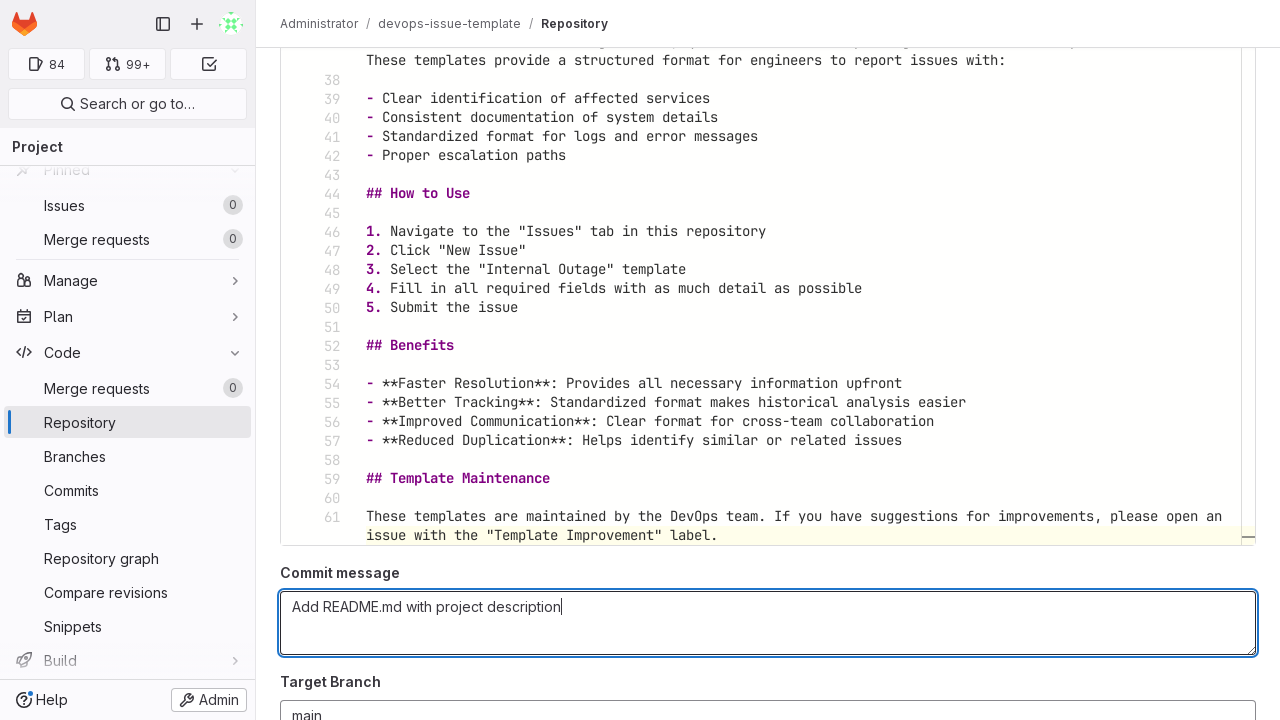 Administrator / devops-issue-template / Repository
84
99+
Search or go to…
Project
Pinned
Issues 0
Merge requests 0
Manage
Plan
Code
Merge requests 0
Repository
Branches
Commits
Tags
Repository graph
Compare revisions
Snippets
Build
Help
Admin
These templates provide a structured format for engineers to report issues with:
38
39 - Clear identification of affected services
40 - Consistent documentation of system details
41 - Standardized format for logs and error messages
42 - Proper escalation paths
43
44 ## How to Use
45
46 1. Navigate to the "Issues" tab in this repository
47 2. Click "New Issue"
48 3. Select the "Internal Outage" template
49 4. Fill in all required fields with as much detail as possible
50 5. Submit the issue
51
52 ## Benefits
53
54 - **Faster Resolution**: Provides all necessary information upfront
55 - **Better Tracking**: Standardized format makes historical analysis easier
56 - **Improved Communication**: Clear format for cross-team collaboration
57 - **Reduced Duplication**: Helps identify similar or related issues
58
59 ## Template Maintenance
60
61 These templates are maintained by the DevOps team. If you have suggestions for improvements, please open an
issue with the "Template Improvement" label.
Commit message
Add README.md with project description
Target Branch
main